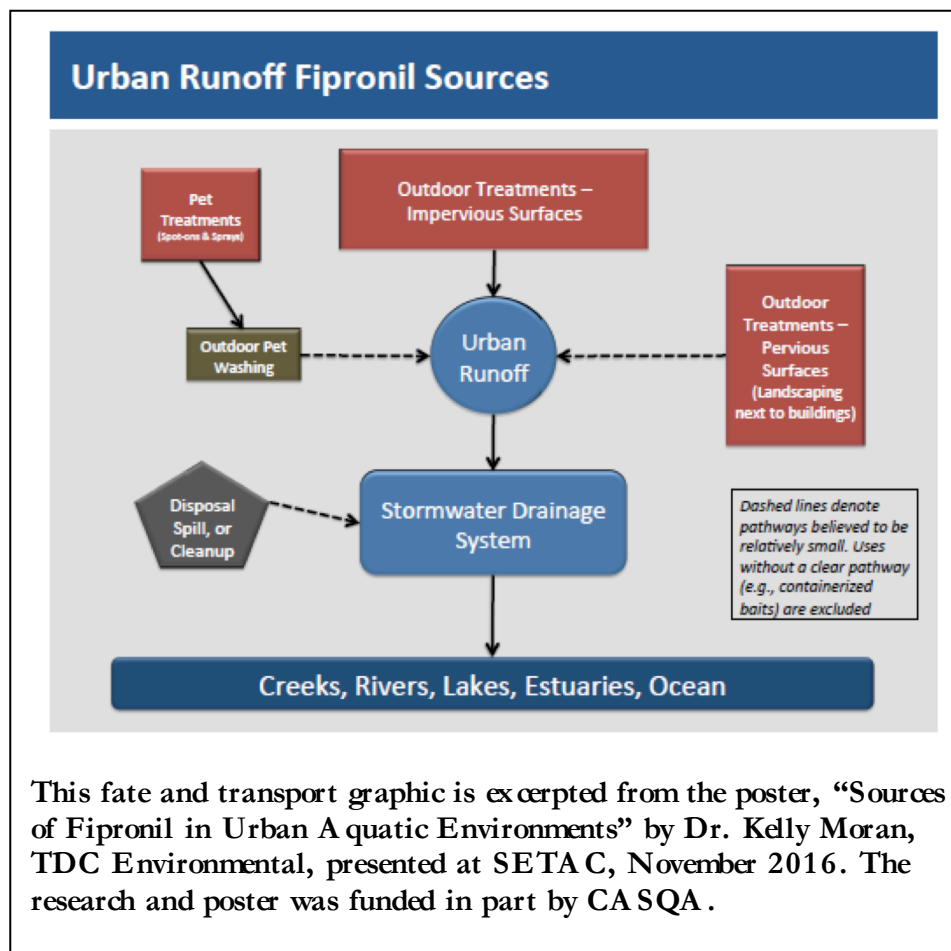 Urban Runoff Fipronil Sources
Pet
Treatments
(Spot-ons & Sprays)
Outdoor Treatments –
Impervious Surfaces
Outdoor Pet
Washing
Urban
Runoff
Outdoor
Treatments –
Pervious
Surfaces
(Landscaping
next to buildings)
Disposal
Spill, or
Cleanup
Stormwater Drainage
System
Dashed lines denote
pathways believed to be
relatively small. Uses
without a clear pathway
(e.g., containerized
baits) are excluded
Creeks, Rivers, Lakes, Estuaries, Ocean
This fate and transport graphic is excerpted from the poster, “Sources
of Fipronil in Urban Aquatic Environments” by Dr. Kelly Moran,
TDC Environmental, presented at SETAC, November 2016. The
research and poster was funded in part by CASQA.